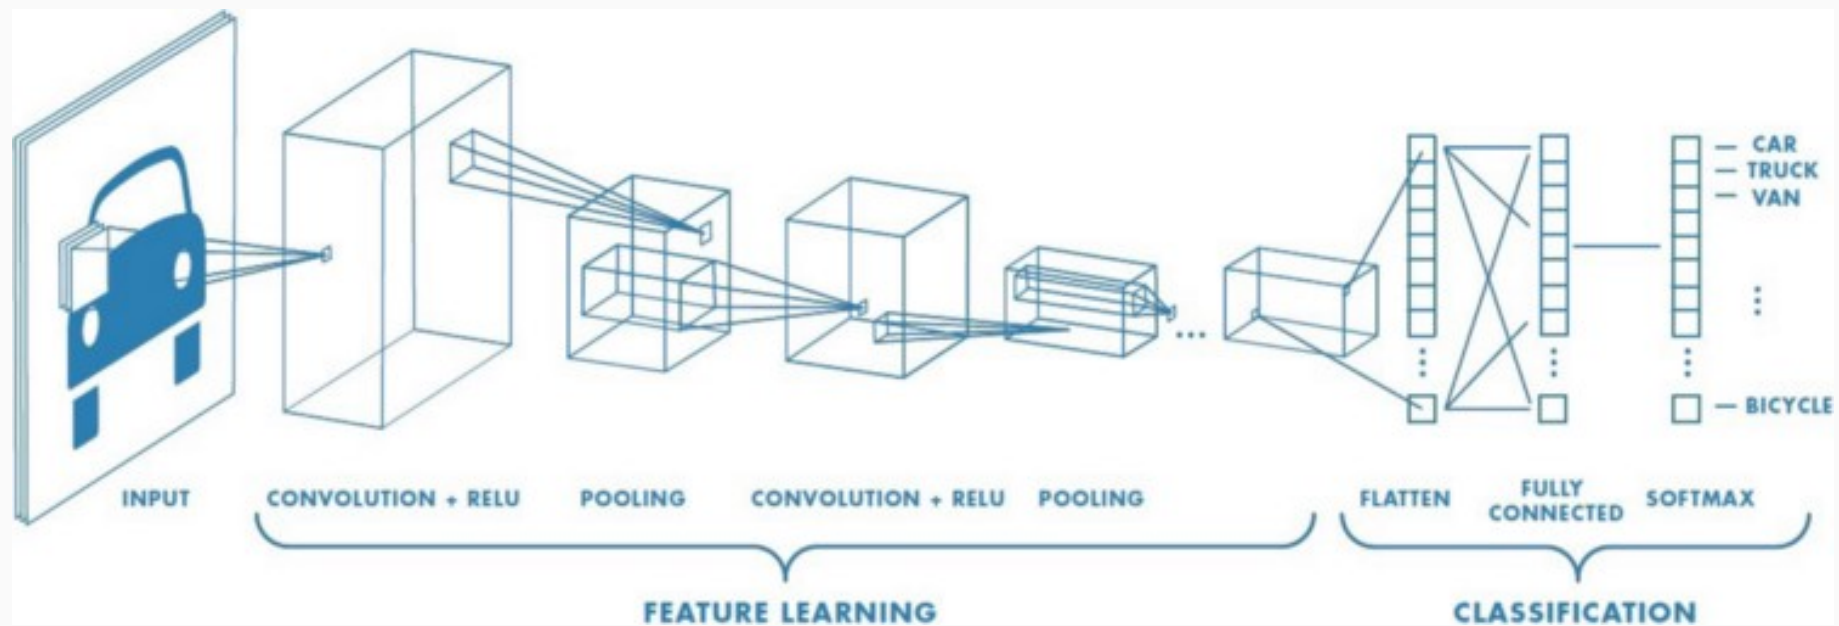 CAR
TRUCK
VAN
BICYCLE
INPUT
CONVOLUTION + RELU
POOLING
CONVOLUTION + RELU
POOLING
FLATTEN
FULLY
CONNECTED
SOFTMAX
FEATURE LEARNING
CLASSIFICATION